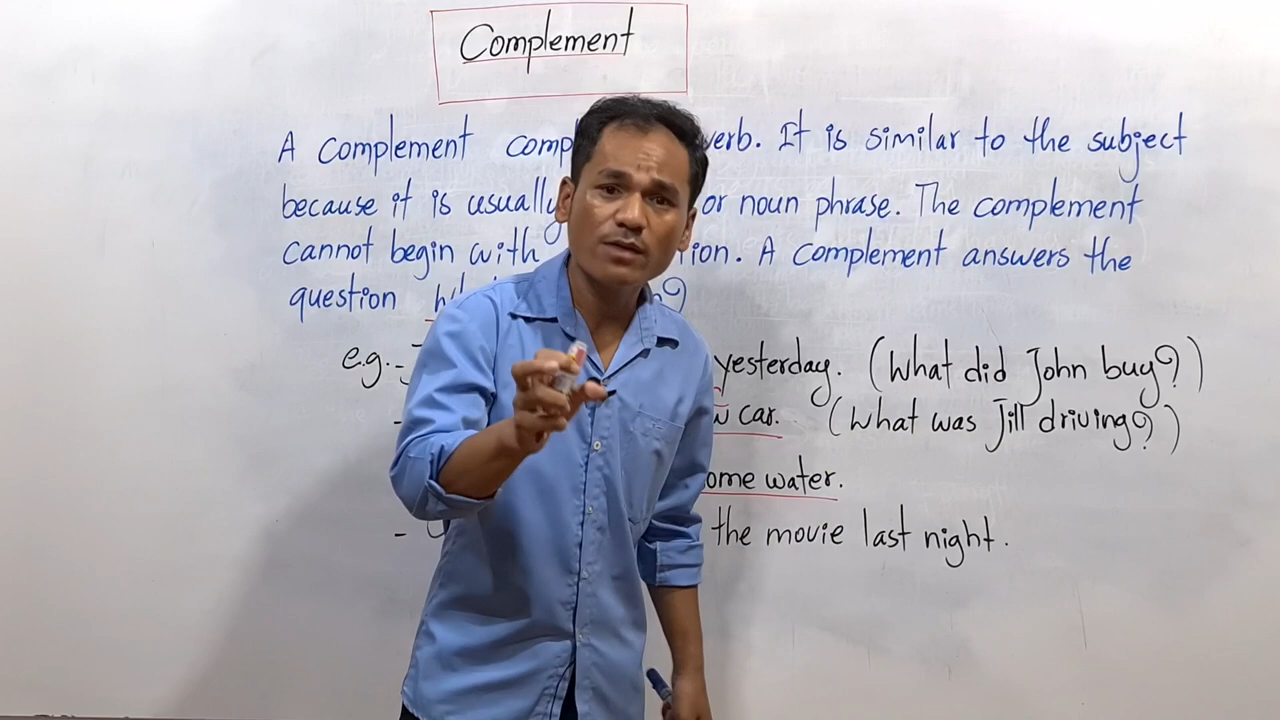 Complement
A complement verb. It is similar to the subject
because it is usually or noun phrase. The complement
cannot begin with A complement answers the
question
e.g. yesterday. (What did John buy?)
car. (What was Jill driving?)
water.
the movie last night.